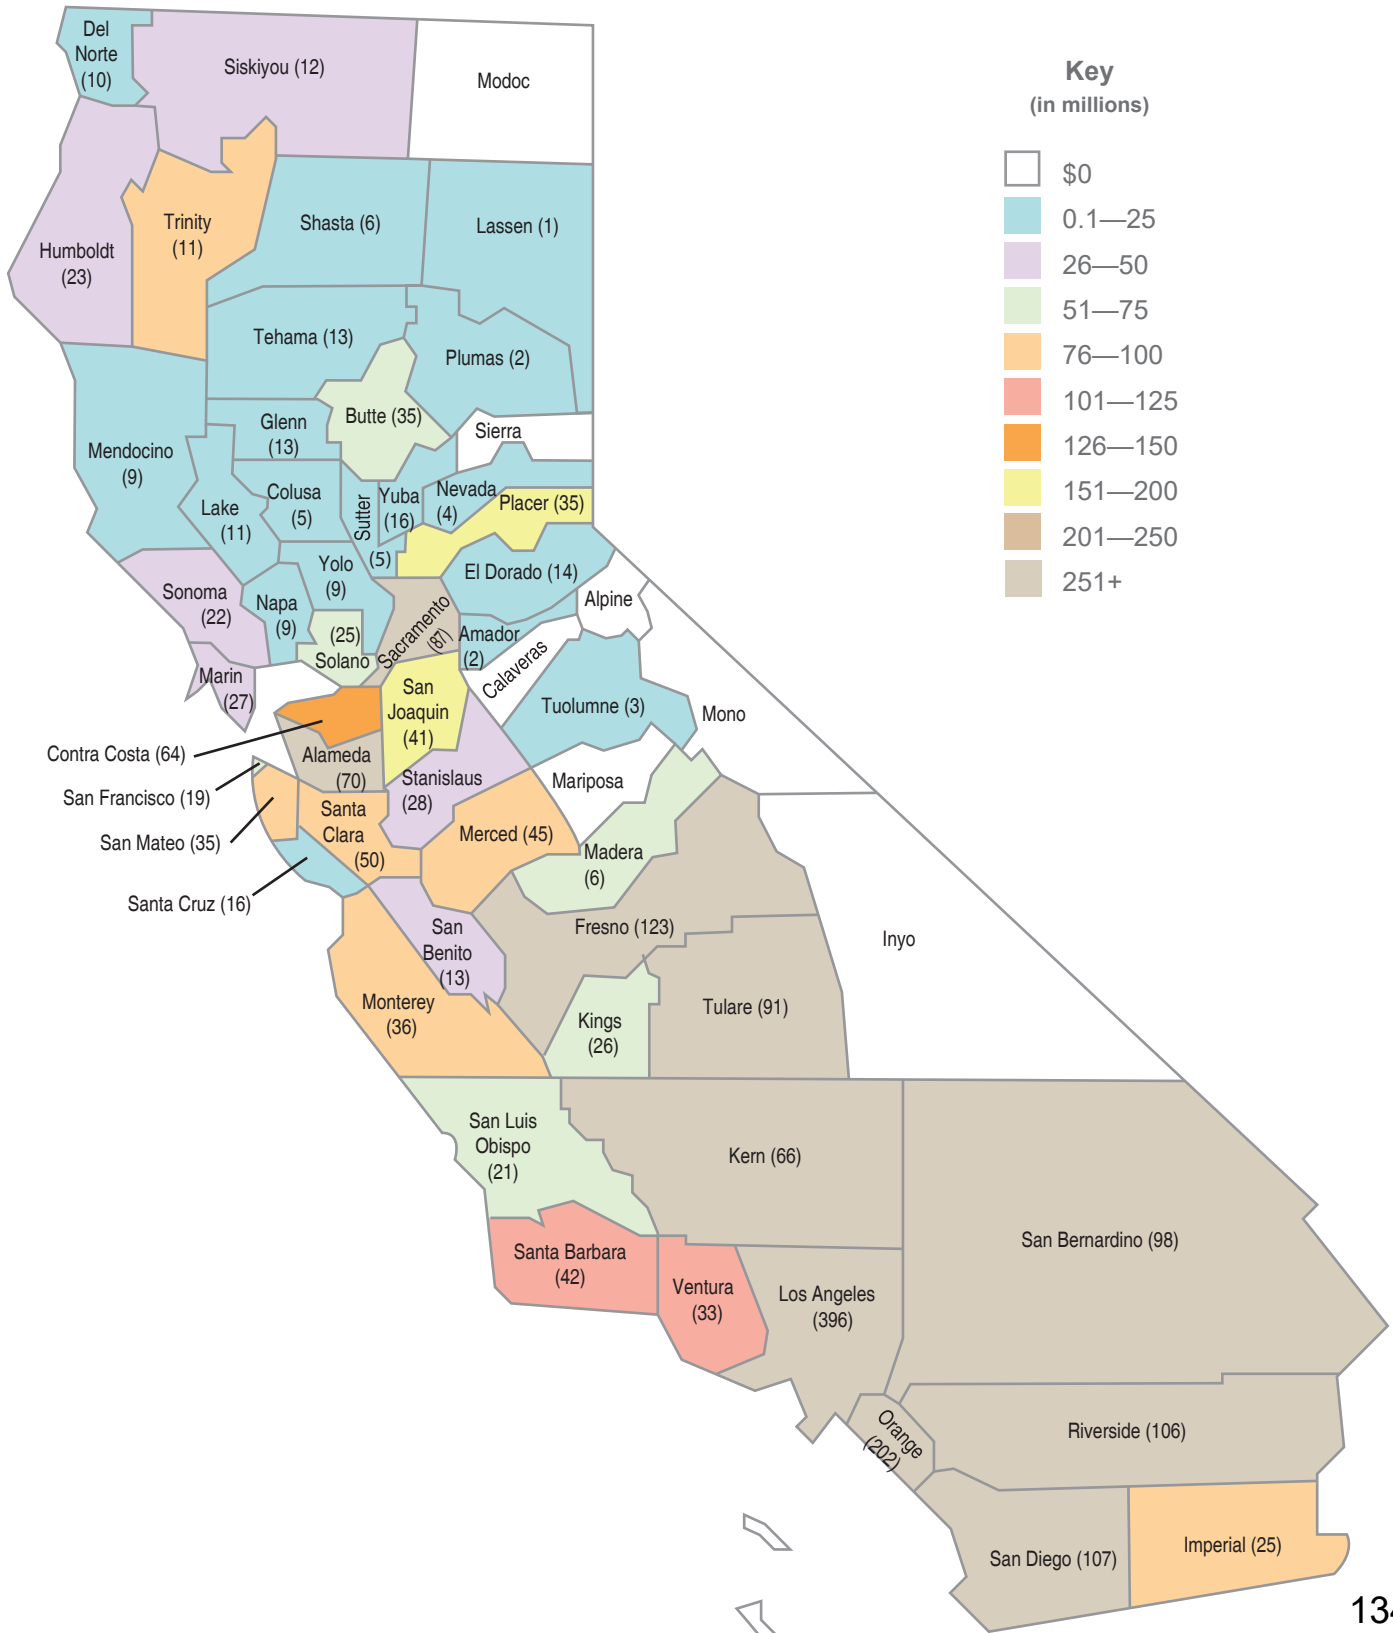 Del
Norte
(10)
Siskiyou (12)
Modoc
Key
(in millions)
$0
0.1—25
26—50
51—75
76—100
101—125
126—150
151—200
201—250
251+
Humboldt
(23)
Trinity
(11)
Shasta (6)
Lassen (1)
Tehama (13)
Plumas (2)
Butte (35)
Glenn
(13)
Sierra
Mendocino
(9)
Lake
(11)
Colusa
(5)
Sutter
(5)
Yuba
(16)
Nevada
(4)
Placer (35)
Yolo
(9)
El Dorado (14)
Sonoma
(22)
Napa
(9)
(25)
Solano
Sacramento
(87)
Amador
(2)
Alpine
Calaveras
Marin
(27)
San
Joaquin
(41)
Tuolumne (3)
Mono
Contra Costa (64)
Alameda
(70)
Stanislaus
(28)
Mariposa
San Francisco (19)
San Mateo (35)
Santa
Clara
(50)
Merced (45)
Madera
(6)
Santa Cruz (16)
San
Benito
(13)
Fresno (123)
Inyo
Monterey
(36)
Kings
(26)
Tulare (91)
San Luis
Obispo
(21)
Kern (66)
San Bernardino (98)
Santa Barbara
(42)
Ventura
(33)
Los Angeles
(396)
Orange
(202)
Riverside (106)
San Diego (107)
Imperial (25)
134